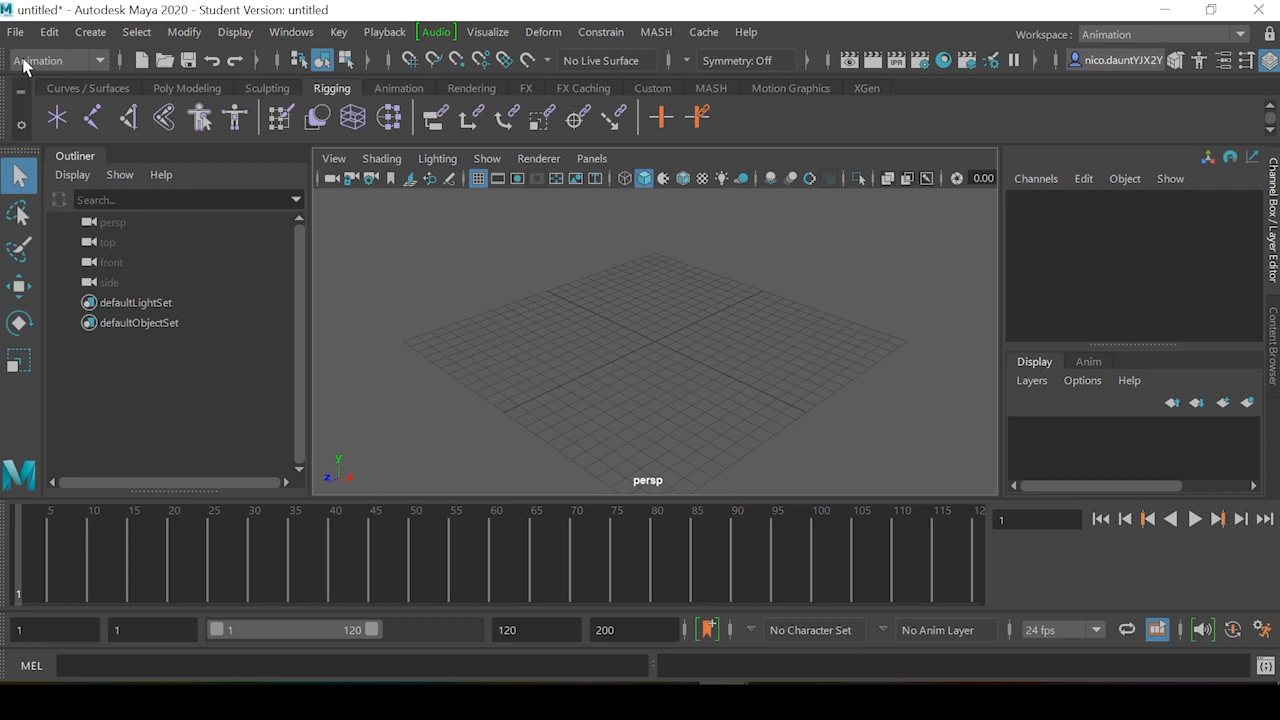 untitled* - Autodesk Maya 2020 - Student Version: untitled
File Edit Create Select Modify Display Windows Key Playback Audio Visualize Deform Constrain MASH Cache Help
Workspace : Animation
Animation No Live Surface Symmetry: Off nico.dauntYJX2Y
Curves / Surfaces Poly Modeling Sculpting Rigging Animation Rendering FX FX Caching Custom MASH Motion Graphics XGen
Outliner
Display Show Help
Search...
persp
top
front
side
defaultLightSet
defaultObjectSet
View Shading Lighting Show Renderer Panels
0.00
y
z
x
persp
Channels Edit Object Show
Channel Box / Layer Editor
Content Browser
Display Anim
Layers Options Help
5 10 15 20 25 30 35 40 45 50 55 60 65 70 75 80 85 90 95 100 105 110 115 12
1
1
1 1 1 120 120 200 No Character Set No Anim Layer 24 fps
MEL